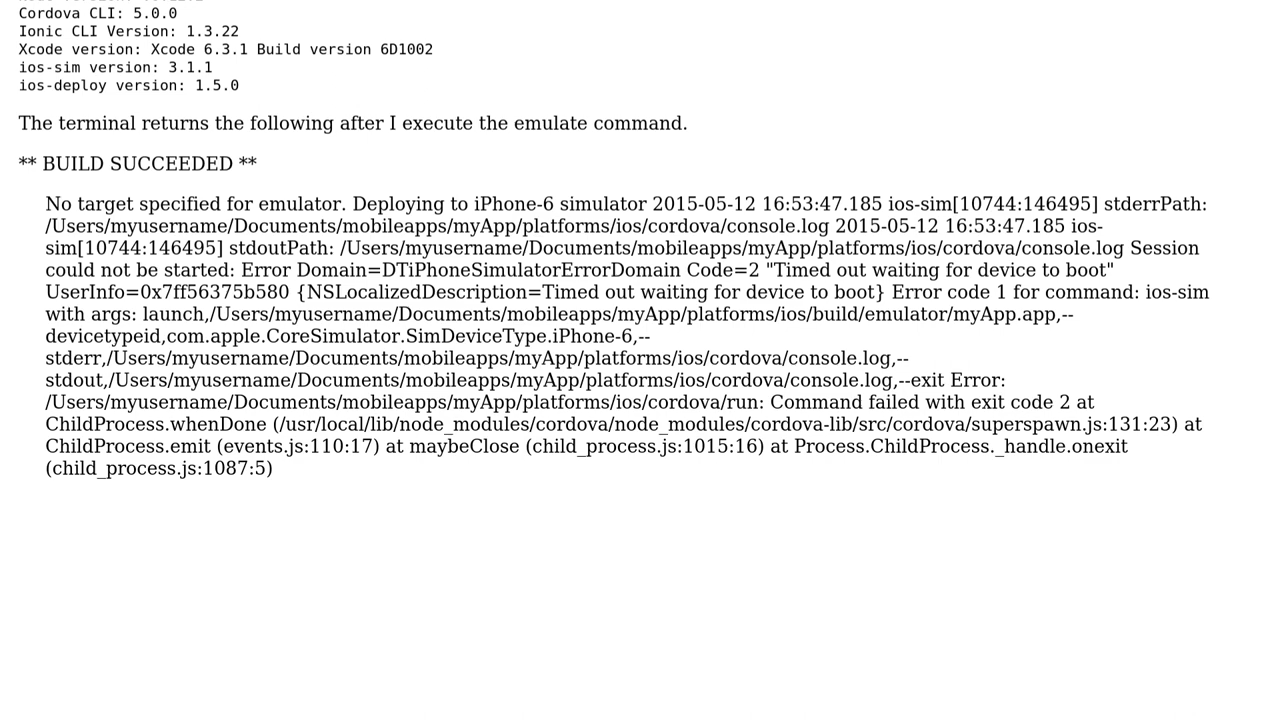 Cordova CLI: 5.0.0
Ionic CLI Version: 1.3.22
Xcode version: Xcode 6.3.1 Build version 6D1002
ios-sim version: 3.1.1
ios-deploy version: 1.5.0
The terminal returns the following after I execute the emulate command.
** BUILD SUCCEEDED **
No target specified for emulator. Deploying to iPhone-6 simulator 2015-05-12 16:53:47.185 ios-sim[10744:146495] stderrPath:
/Users/myusername/Documents/mobileapps/myApp/platforms/ios/cordova/console.log 2015-05-12 16:53:47.185 ios-
sim[10744:146495] stdoutPath: /Users/myusername/Documents/mobileapps/myApp/platforms/ios/cordova/console.log Session
could not be started: Error Domain=DTiPhoneSimulatorErrorDomain Code=2 "Timed out waiting for device to boot"
UserInfo=0x7ff56375b580 {NSLocalizedDescription=Timed out waiting for device to boot} Error code 1 for command: ios-sim
with args: launch,/Users/myusername/Documents/mobileapps/myApp/platforms/ios/build/emulator/myApp.app,--
devicetypeid,com.apple.CoreSimulator.SimDeviceType.iPhone-6,--
stderr,/Users/myusername/Documents/mobileapps/myApp/platforms/ios/cordova/console.log,--
stdout,/Users/myusername/Documents/mobileapps/myApp/platforms/ios/cordova/console.log,--exit Error:
/Users/myusername/Documents/mobileapps/myApp/platforms/ios/cordova/run: Command failed with exit code 2 at
ChildProcess.whenDone (/usr/local/lib/node_modules/cordova/node_modules/cordova-lib/src/cordova/superspawn.js:131:23) at
ChildProcess.emit (events.js:110:17) at maybeClose (child_process.js:1015:16) at Process.ChildProcess._handle.onexit
(child_process.js:1087:5)